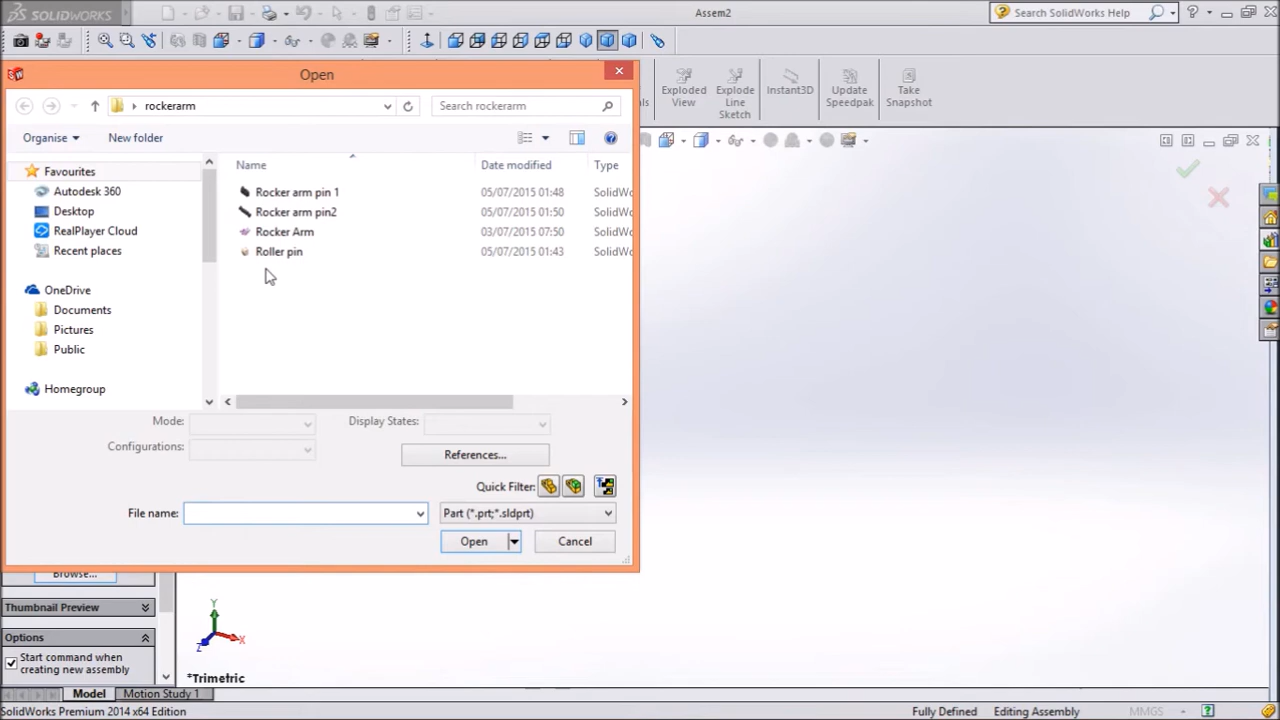 SOLIDWORKS
Assem2
Search SolidWorks Help
Exploded View
Explode Line Sketch
Instant3D
Update Speedpak
Take Snapshot
Open
rockerarm
Search rockerarm
Organise
New folder
Name Date modified Type
Favourites
Autodesk 360
Desktop
RealPlayer Cloud
Recent places
OneDrive
Documents
Pictures
Public
Homegroup
Rocker arm pin 1 05/07/2015 01:48 SolidWo
Rocker arm pin2 05/07/2015 01:50 SolidWo
Rocker Arm 03/07/2015 07:50 SolidWo
Roller pin 05/07/2015 01:43 SolidWo
Mode:
Display States:
Configurations:
References...
Quick Filter:
File name:
Part (*.prt;*.sldprt)
Open
Cancel
Browse...
Thumbnail Preview
Options
Start command when
creating new assembly
Y
X
Z
*Trimetric
Model Motion Study 1
SolidWorks Premium 2014 x64 Edition
Fully Defined Editing Assembly MMGS